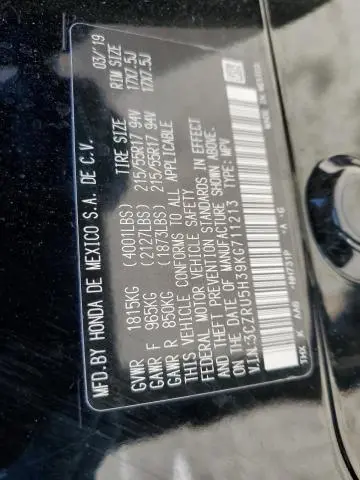 MFD.BY HONDA DE MEXICO S.A. DE C.V. 03/19
GVWR 1815KG (4001LBS) TIRE SIZE RIM SIZE
GAWR F 965KG (2127LBS) 215/55R17 94V 17X7.5J
GAWR R 850KG (1873LBS) 215/55R17 94V 17X7.5J
THIS VEHICLE CONFORMS TO ALL APPLICABLE
FEDERAL MOTOR VEHICLE SAFETY
AND THEFT PREVENTION STANDARDS IN EFFECT
ON THE DATE OF MANUFACTURE SHOWN ABOVE.
V.I.N.:3CZRU5H39KG711213 TYPE: MPV
MADE IN MEXICO